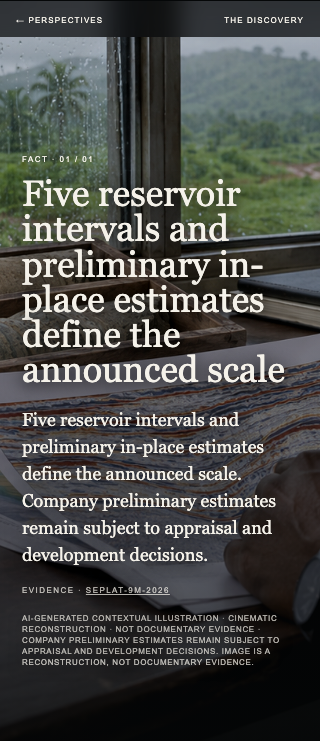 ← PERSPECTIVES
THE DISCOVERY
FACT · 01 / 01
Five reservoir
intervals and
preliminary in-
place estimates
define the
announced scale
Five reservoir intervals and
preliminary in-place estimates
define the announced scale.
Company preliminary estimates
remain subject to appraisal and
development decisions.
EVIDENCE · SEPLAT-9M-2026
AI-GENERATED CONTEXTUAL ILLUSTRATION · CINEMATIC
RECONSTRUCTION · NOT DOCUMENTARY EVIDENCE ·
COMPANY PRELIMINARY ESTIMATES REMAIN SUBJECT TO
APPRAISAL AND DEVELOPMENT DECISIONS. IMAGE IS A
RECONSTRUCTION, NOT DOCUMENTARY EVIDENCE.